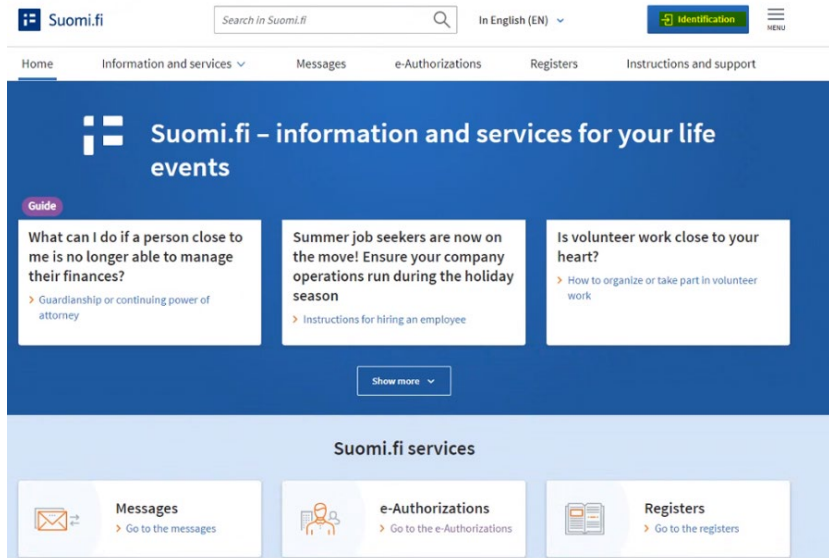 Suomi.fi
Search in Suomi.fi
In English (EN)
Identification
MENU
Home
Information and services
Messages
e-Authorizations
Registers
Instructions and support
Suomi.fi – information and services for your life
events
Guide
What can I do if a person close to
me is no longer able to manage
their finances?
Guardianship or continuing power of
attorney
Summer job seekers are now on
the move! Ensure your company
operations run during the holiday
season
Instructions for hiring an employee
Is volunteer work close to your
heart?
How to organize or take part in volunteer
work
Show more
Suomi.fi services
Messages
Go to the messages
e-Authorizations
Go to the e-Authorizations
Registers
Go to the registers